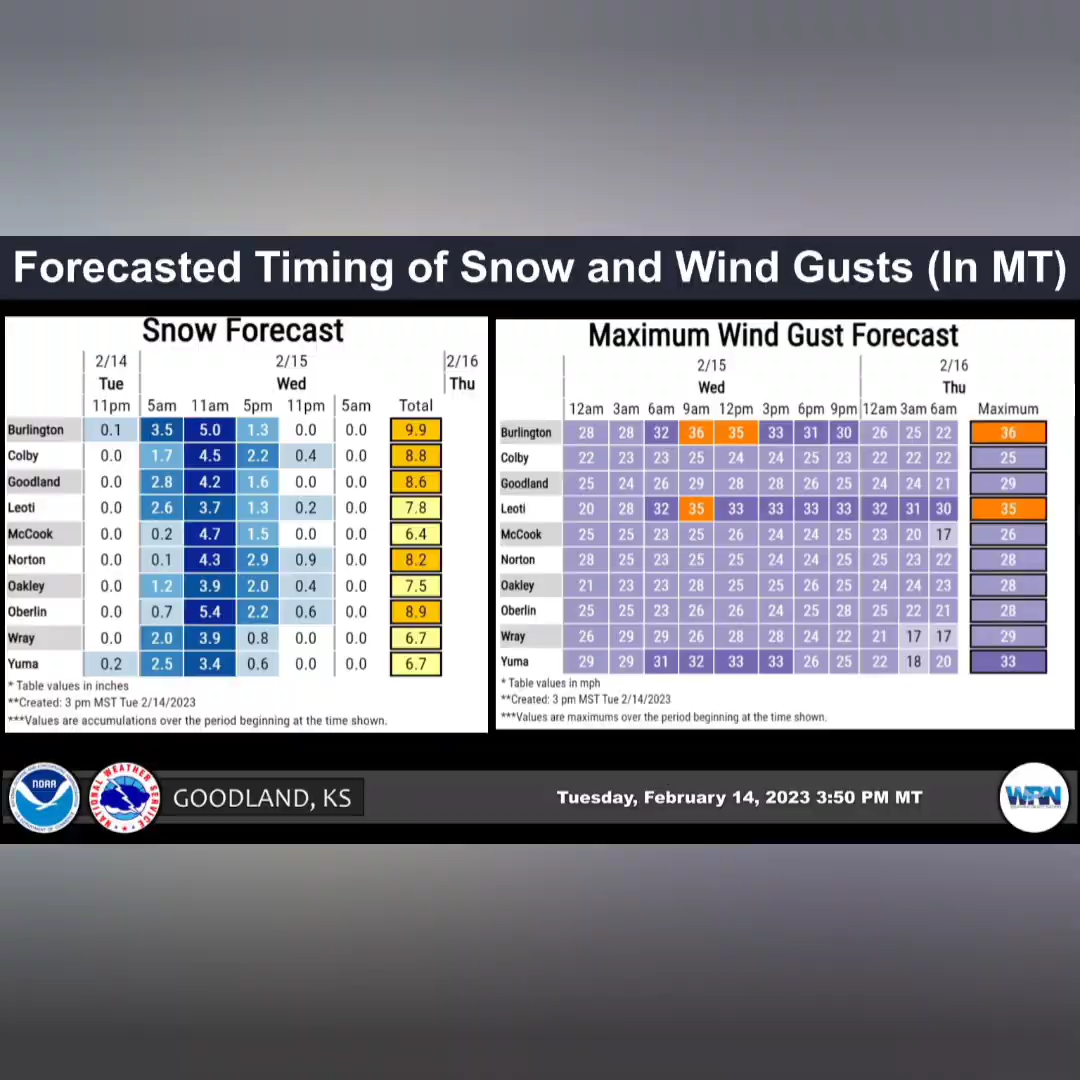 Forecasted Timing of Snow and Wind Gusts (In MT)
Snow Forecast
2/14 2/15 2/16
Tue Wed Thu
11pm 5am 11am 5pm 11pm 5am Total
Burlington 0.1 3.5 5.0 1.3 0.0 0.0 9.9
Colby 0.0 1.7 4.5 2.2 0.4 0.0 8.8
Goodland 0.0 2.8 4.2 1.6 0.0 0.0 8.6
Leoti 0.0 2.6 3.7 1.3 0.2 0.0 7.8
McCook 0.0 0.2 4.7 1.5 0.0 0.0 6.4
Norton 0.0 0.1 4.3 2.9 0.9 0.0 8.2
Oakley 0.0 1.2 3.9 2.0 0.4 0.0 7.5
Oberlin 0.0 0.7 5.4 2.2 0.6 0.0 8.9
Wray 0.0 2.0 3.9 0.8 0.0 0.0 6.7
Yuma 0.2 2.5 3.4 0.6 0.0 0.0 6.7
* Table values in inches
**Created: 3 pm MST Tue 2/14/2023
***Values are accumulations over the period beginning at the time shown.
Maximum Wind Gust Forecast
2/15 2/16
Wed Thu
12am 3am 6am 9am 12pm 3pm 6pm 9pm 12am 3am 6am Maximum
Burlington 28 28 32 36 35 33 31 30 26 25 22 36
Colby 22 23 23 25 24 24 25 23 22 22 22 25
Goodland 25 24 26 29 28 28 26 25 24 24 21 29
Leoti 20 28 32 35 33 33 33 33 32 31 30 35
McCook 25 25 23 25 26 24 24 25 23 20 17 26
Norton 28 25 23 25 25 24 24 25 25 23 22 28
Oakley 21 23 23 28 25 25 26 25 24 24 23 28
Oberlin 25 25 23 26 26 24 25 28 25 22 21 28
Wray 26 29 29 26 28 28 24 22 21 17 17 29
Yuma 29 29 31 32 33 33 26 25 22 18 20 33
* Table values in mph
**Created: 3 pm MST Tue 2/14/2023
***Values are maximums over the period beginning at the time shown.
NOAA
NATIONAL WEATHER SERVICE
GOODLAND, KS
Tuesday, February 14, 2023 3:50 PM MT
WRN